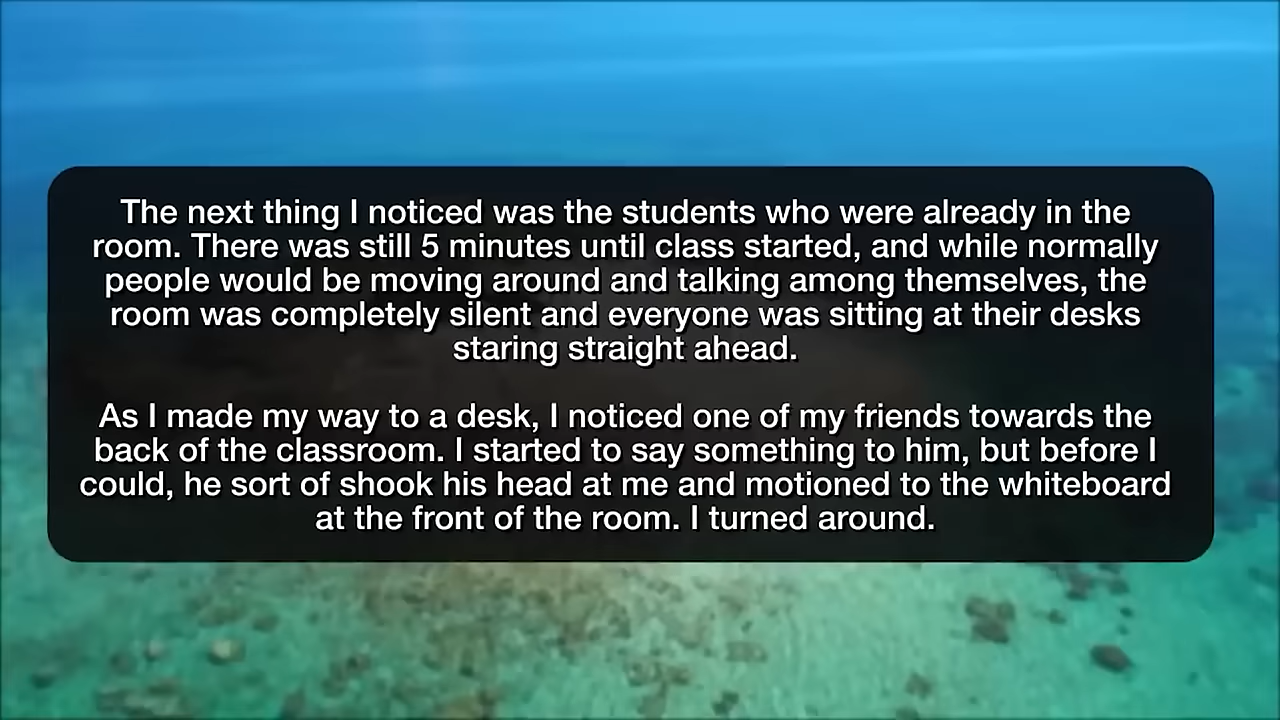 The next thing I noticed was the students who were already in the
room. There was still 5 minutes until class started, and while normally
people would be moving around and talking among themselves, the
room was completely silent and everyone was sitting at their desks
staring straight ahead.
As I made my way to a desk, I noticed one of my friends towards the
back of the classroom. I started to say something to him, but before I
could, he sort of shook his head at me and motioned to the whiteboard
at the front of the room. I turned around.